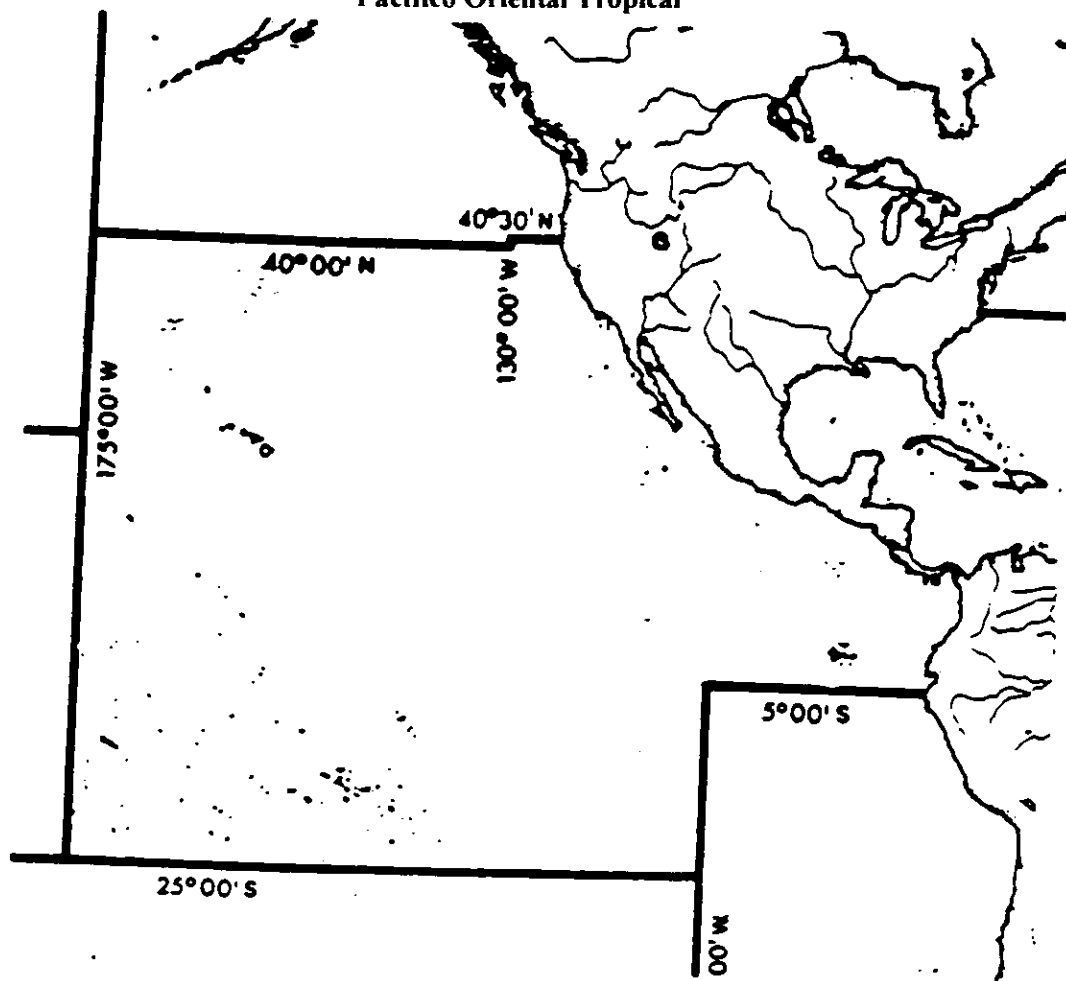 Pacífico Oriental Tropical
40°30' N
40°00' N
130° 00' W
175°00' W
5°00' S
25°00' S
00' W